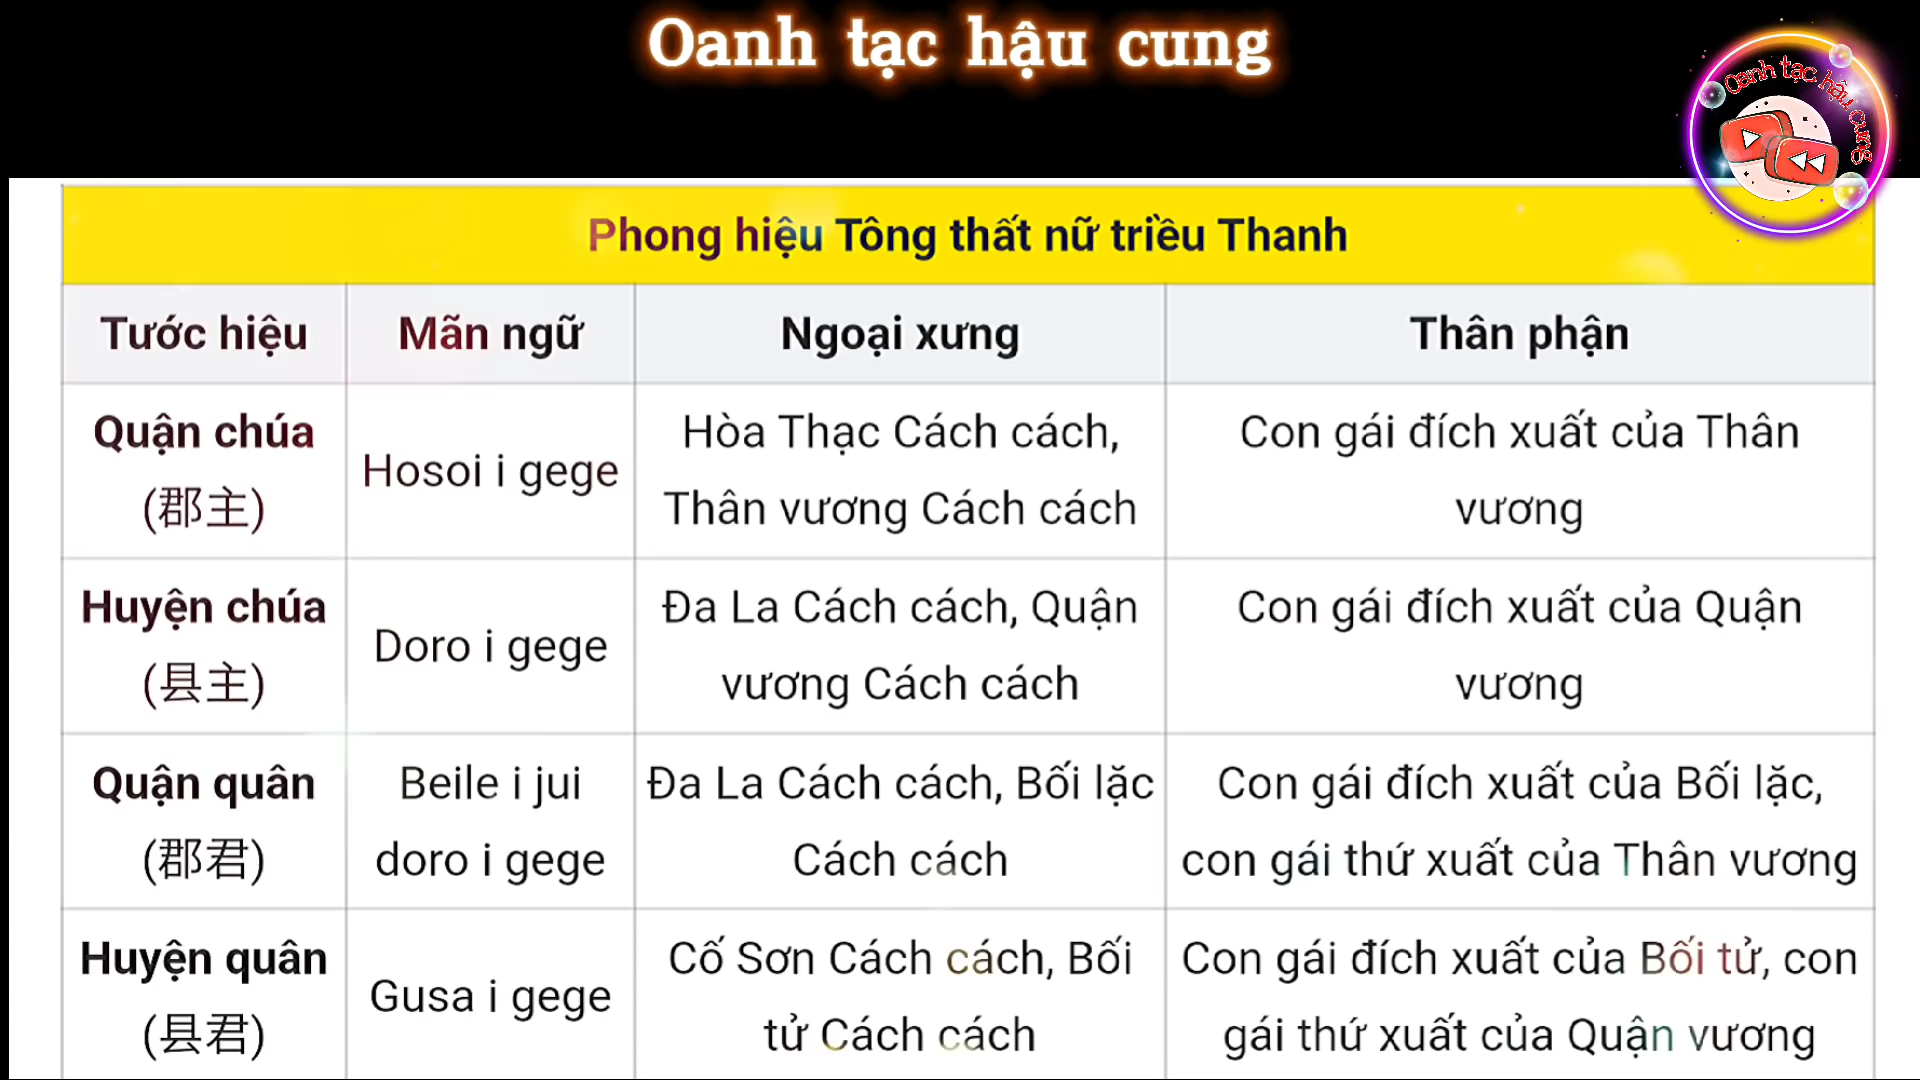 Oanh tạc hậu cung
Oanh tạc hậu cung
Phong hiệu Tông thất nữ triều Thanh
Tước hiệu
Mãn ngữ
Ngoại xưng
Thân phận
Quận chúa
(郡主)
Hosoi i gege
Hòa Thạc Cách cách,
Thân vương Cách cách
Con gái đích xuất của Thân
vương
Huyện chúa
(县主)
Doro i gege
Đa La Cách cách, Quận
vương Cách cách
Con gái đích xuất của Quận
vương
Quận quân
(郡君)
Beile i jui
doro i gege
Đa La Cách cách, Bối lặc
Cách cách
Con gái đích xuất của Bối lặc,
con gái thứ xuất của Thân vương
Huyện quân
(县君)
Gusa i gege
Cố Sơn Cách cách, Bối
tử Cách cách
Con gái đích xuất của Bối tử, con
gái thứ xuất của Quận vương